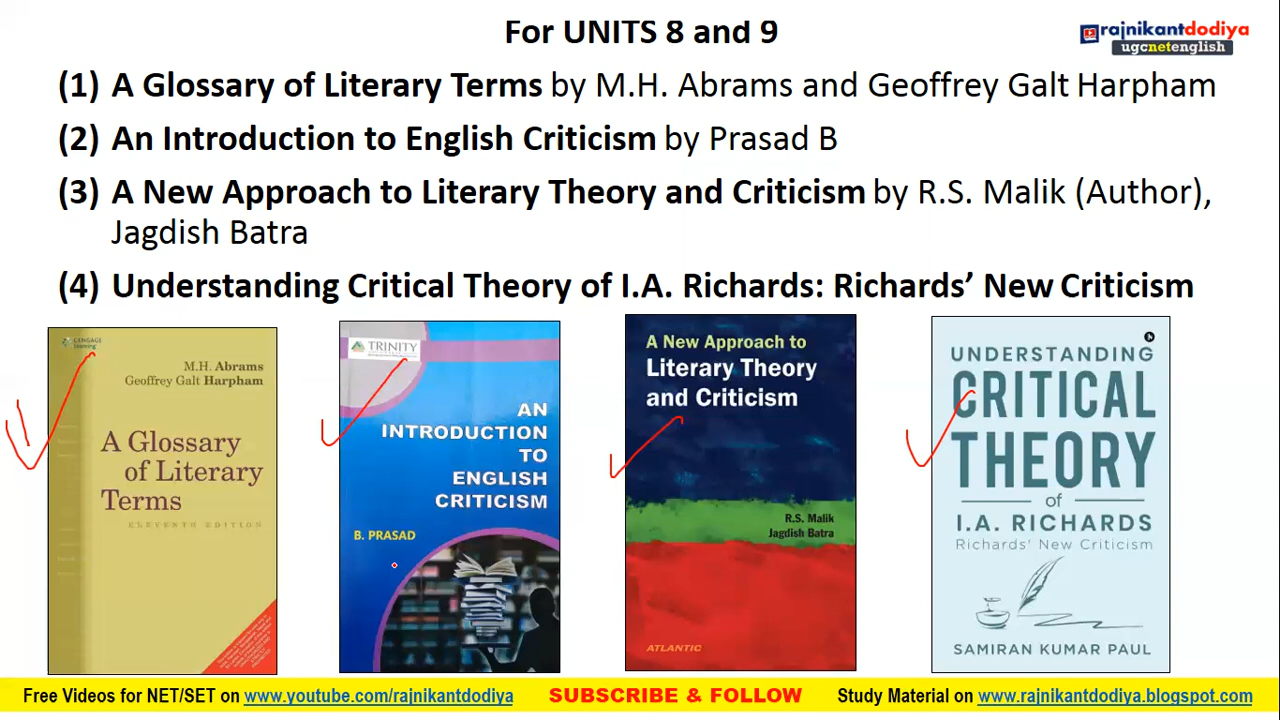 For UNITS 8 and 9
rajnikantdodiya
ugcnetenglish
(1) A Glossary of Literary Terms by M.H. Abrams and Geoffrey Galt Harpham
(2) An Introduction to English Criticism by Prasad B
(3) A New Approach to Literary Theory and Criticism by R.S. Malik (Author),
Jagdish Batra
(4) Understanding Critical Theory of I.A. Richards: Richards’ New Criticism
CENGAGE
Learning
M.H. Abrams
Geoffrey Galt Harpham
A Glossary
of Literary
Terms
ELEVENTH EDITION
TRINITY
AN
INTRODUCTION
TO
ENGLISH
CRITICISM
B. PRASAD
A New Approach to
Literary Theory
and Criticism
R.S. Malik
Jagdish Batra
ATLANTIC
UNDERSTANDING
CRITICAL
THEORY
of
I.A. RICHARDS
Richards’ New Criticism
SAMIRAN KUMAR PAUL
Free Videos for NET/SET on www.youtube.com/rajnikantdodiya SUBSCRIBE & FOLLOW Study Material on www.rajnikantdodiya.blogspot.com